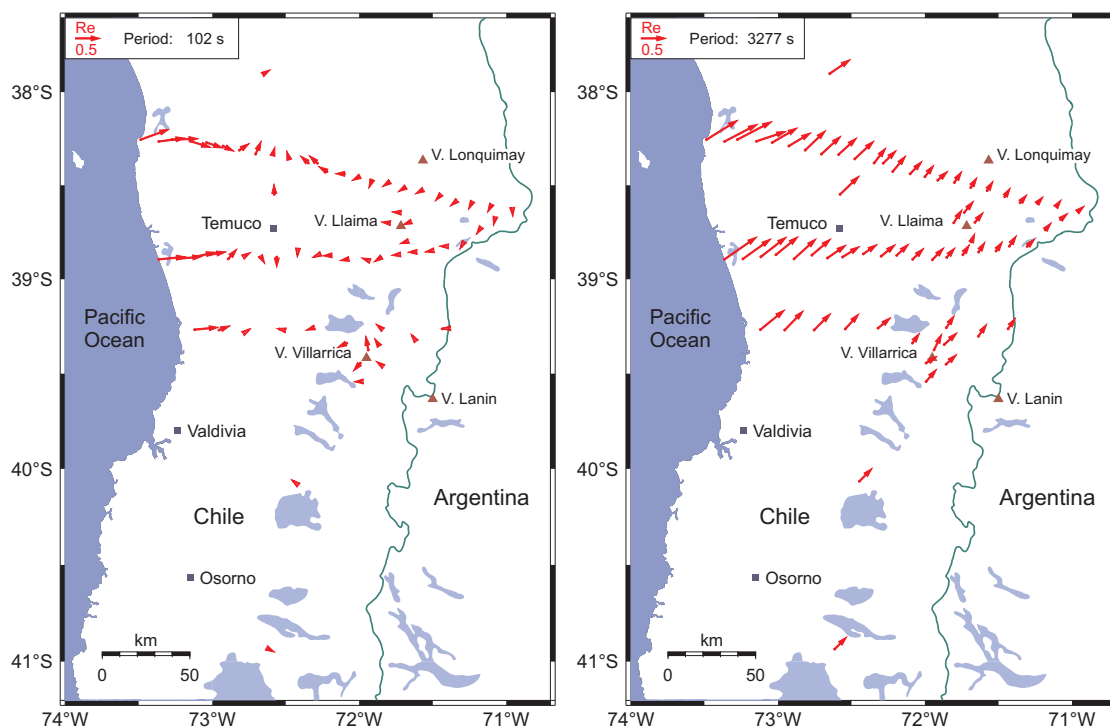 Re
0.5
Period: 102 s
38°S
39°S
40°S
41°S
74°W
73°W
72°W
71°W
V. Lonquimay
V. Llaima
Temuco
Pacific
Ocean
V. Villarrica
V. Lanin
Valdivia
Argentina
Chile
Osorno
km
0
50
Re
0.5
Period: 3277 s
38°S
39°S
40°S
41°S
74°W
73°W
72°W
71°W
V. Lonquimay
V. Llaima
Temuco
Pacific
Ocean
V. Villarrica
V. Lanin
Valdivia
Argentina
Chile
Osorno
km
0
50